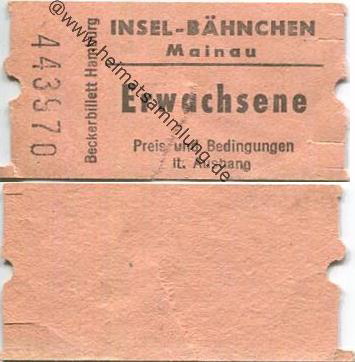 INSEL-BÄHNCHEN
Mainau
Erwachsene
Preis und Bedingungen
lt. Aushang
443970
Beckerbillett Hamburg
@www.heimatsammlung.de